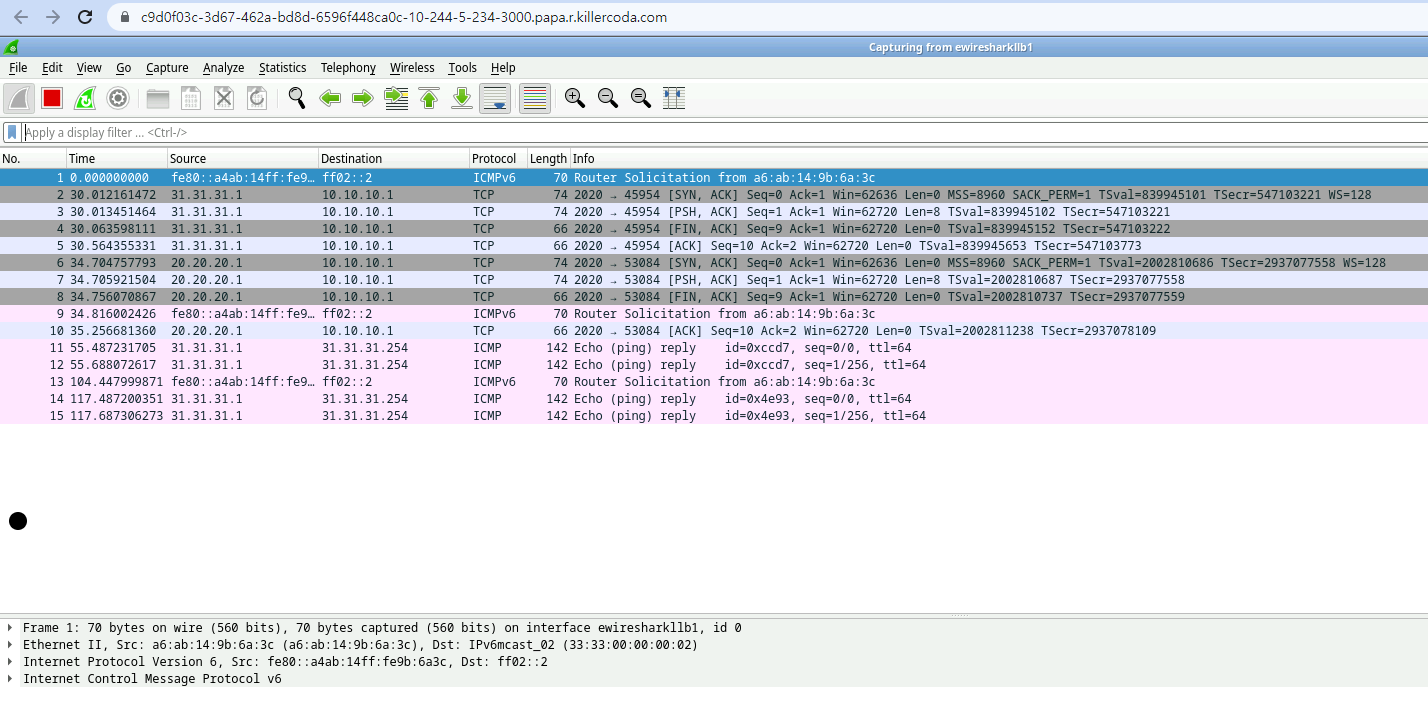 c9d0f03c-3d67-462a-bd8d-6596f448ca0c-10-244-5-234-3000.papa.r.killercoda.com
Capturing from ewiresharkllb1
File Edit View Go Capture Analyze Statistics Telephony Wireless Tools Help
Apply a display filter ... <Ctrl-/>
No. Time Source Destination Protocol Length Info
1 0.000000000 fe80::a4ab:14ff:fe9… ff02::2 ICMPv6 70 Router Solicitation from a6:ab:14:9b:6a:3c
2 30.012161472 31.31.31.1 10.10.10.1 TCP 74 2020 → 45954 [SYN, ACK] Seq=0 Ack=1 Win=62636 Len=0 MSS=8960 SACK_PERM=1 TSval=839945101 TSecr=547103221 WS=128
3 30.013451464 31.31.31.1 10.10.10.1 TCP 74 2020 → 45954 [PSH, ACK] Seq=1 Ack=1 Win=62720 Len=8 TSval=839945102 TSecr=547103221
4 30.063598111 31.31.31.1 10.10.10.1 TCP 66 2020 → 45954 [FIN, ACK] Seq=9 Ack=1 Win=62720 Len=0 TSval=839945152 TSecr=547103222
5 30.564355331 31.31.31.1 10.10.10.1 TCP 66 2020 → 45954 [ACK] Seq=10 Ack=2 Win=62720 Len=0 TSval=839945653 TSecr=547103773
6 34.704757793 20.20.20.1 10.10.10.1 TCP 74 2020 → 53084 [SYN, ACK] Seq=0 Ack=1 Win=62636 Len=0 MSS=8960 SACK_PERM=1 TSval=2002810686 TSecr=2937077558 WS=128
7 34.705921504 20.20.20.1 10.10.10.1 TCP 74 2020 → 53084 [PSH, ACK] Seq=1 Ack=1 Win=62720 Len=8 TSval=2002810687 TSecr=2937077558
8 34.756070867 20.20.20.1 10.10.10.1 TCP 66 2020 → 53084 [FIN, ACK] Seq=9 Ack=1 Win=62720 Len=0 TSval=2002810737 TSecr=2937077559
9 34.816002426 fe80::a4ab:14ff:fe9… ff02::2 ICMPv6 70 Router Solicitation from a6:ab:14:9b:6a:3c
10 35.256681360 20.20.20.1 10.10.10.1 TCP 66 2020 → 53084 [ACK] Seq=10 Ack=2 Win=62720 Len=0 TSval=2002811238 TSecr=2937078109
11 55.487231705 31.31.31.1 31.31.31.254 ICMP 142 Echo (ping) reply id=0xccd7, seq=0/0, ttl=64
12 55.688072617 31.31.31.1 31.31.31.254 ICMP 142 Echo (ping) reply id=0xccd7, seq=1/256, ttl=64
13 104.447999871 fe80::a4ab:14ff:fe9… ff02::2 ICMPv6 70 Router Solicitation from a6:ab:14:9b:6a:3c
14 117.487200351 31.31.31.1 31.31.31.254 ICMP 142 Echo (ping) reply id=0x4e93, seq=0/0, ttl=64
15 117.687306273 31.31.31.1 31.31.31.254 ICMP 142 Echo (ping) reply id=0x4e93, seq=1/256, ttl=64
Frame 1: 70 bytes on wire (560 bits), 70 bytes captured (560 bits) on interface ewiresharkllb1, id 0
Ethernet II, Src: a6:ab:14:9b:6a:3c (a6:ab:14:9b:6a:3c), Dst: IPv6mcast_02 (33:33:00:00:00:02)
Internet Protocol Version 6, Src: fe80::a4ab:14ff:fe9b:6a3c, Dst: ff02::2
Internet Control Message Protocol v6